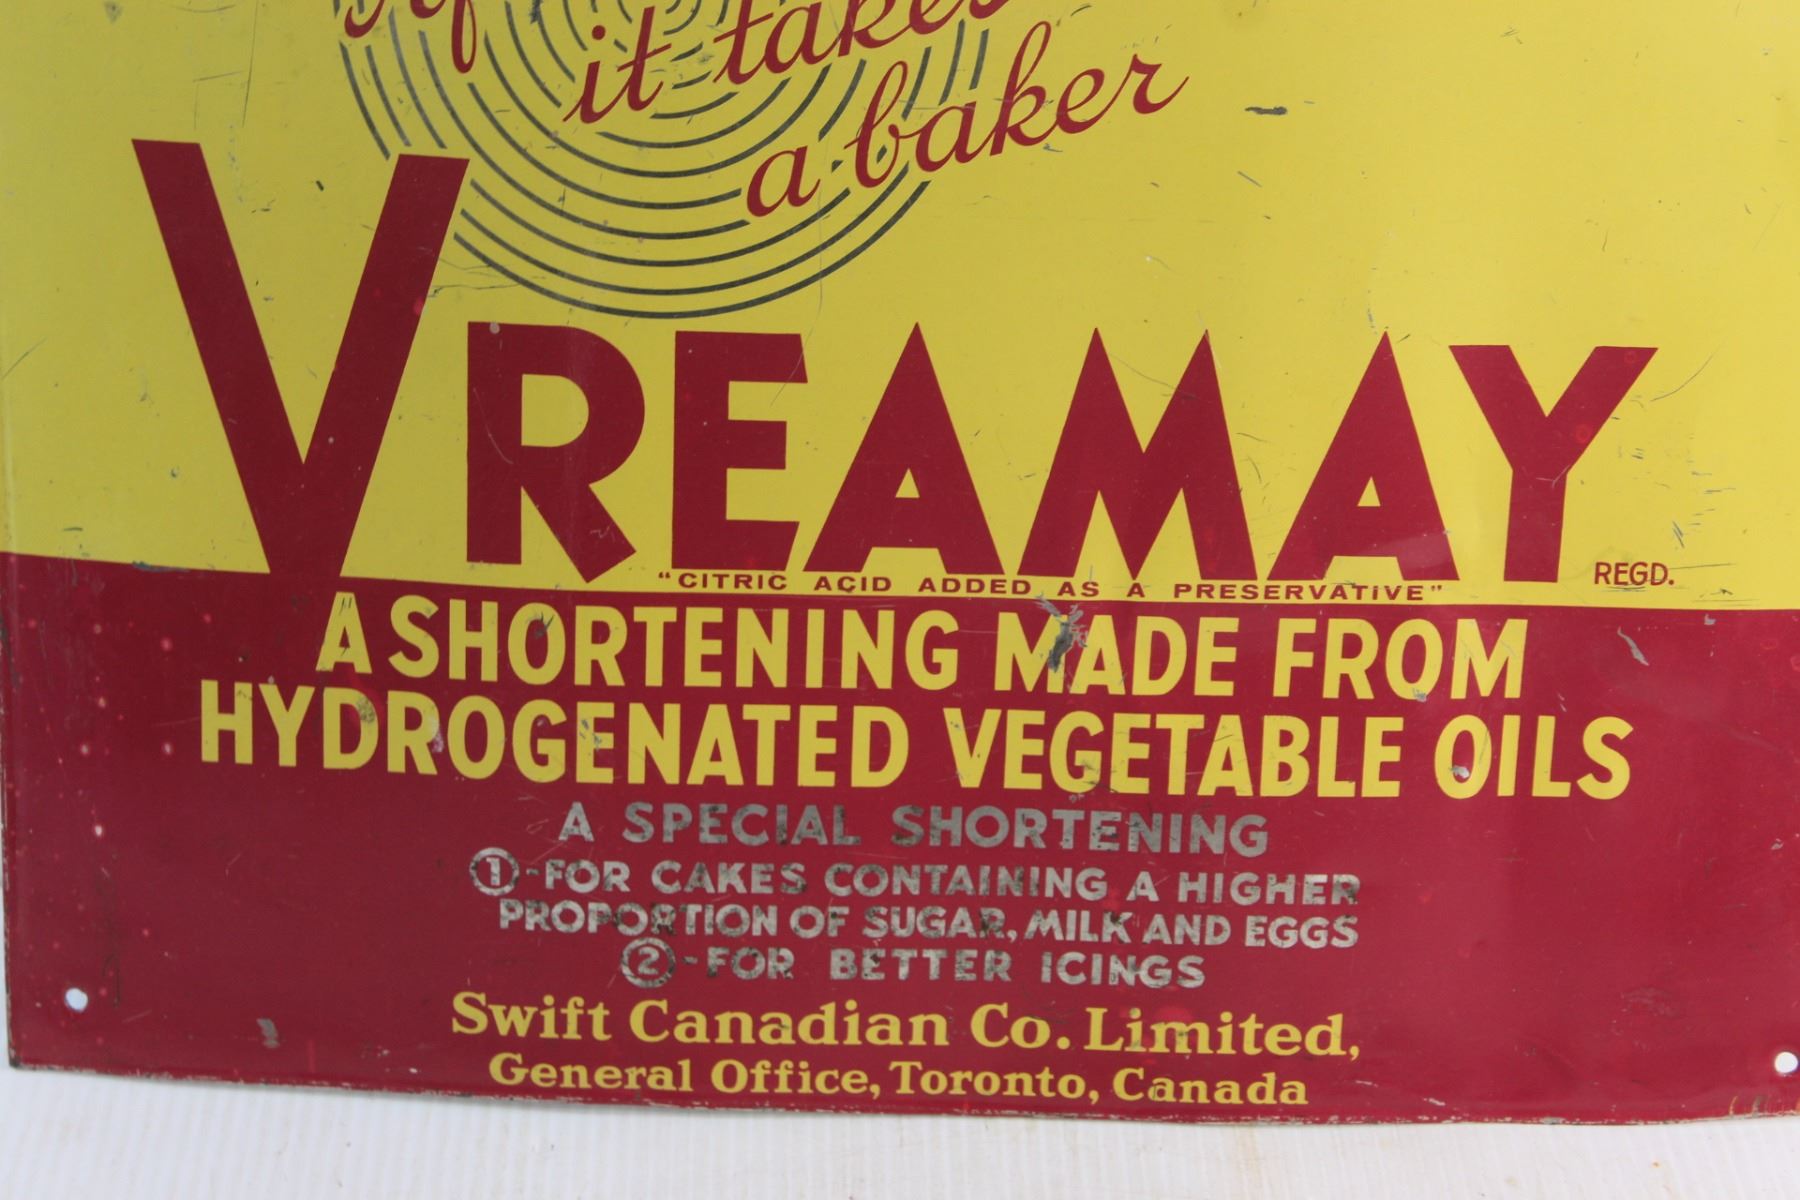 it takes
a baker
VREAMAY REGD.
"CITRIC ACID ADDED AS A PRESERVATIVE"
A SHORTENING MADE FROM
HYDROGENATED VEGETABLE OILS
A SPECIAL SHORTENING
①-FOR CAKES CONTAINING A HIGHER
PROPORTION OF SUGAR, MILK AND EGGS
②-FOR BETTER ICINGS
Swift Canadian Co. Limited,
General Office, Toronto, Canada